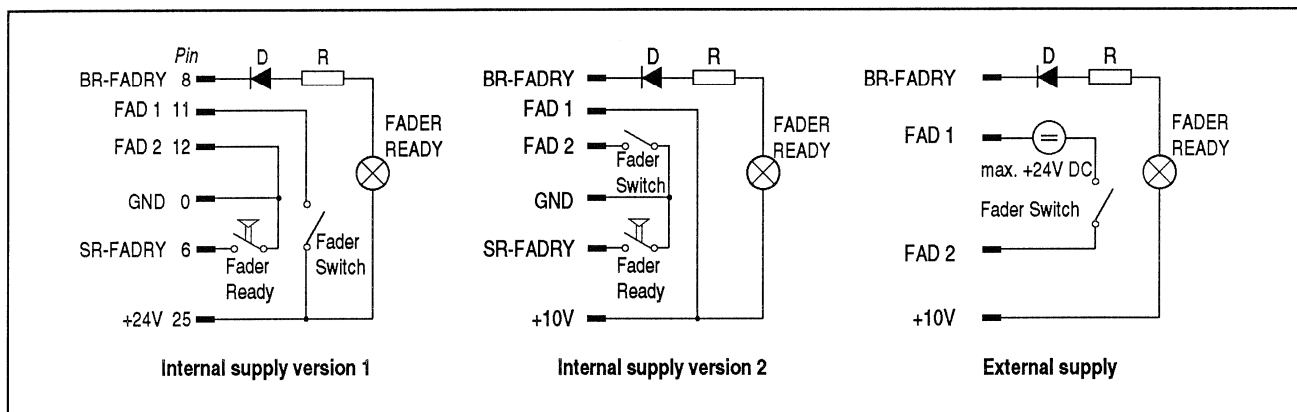 Pin D R
BR-FADRY 8
FAD 1 11
FAD 2 12
FADER
READY
GND 0
SR-FADRY 6
Fader
Ready
Fader
Switch
+24V 25
Internal supply version 1
D R
BR-FADRY
FAD 1
FAD 2
Fader
Switch
FADER
READY
GND
SR-FADRY
Fader
Ready
+10V
Internal supply version 2
D R
BR-FADRY
FAD 1
max. +24V DC
FADER
READY
Fader Switch
FAD 2
+10V
External supply